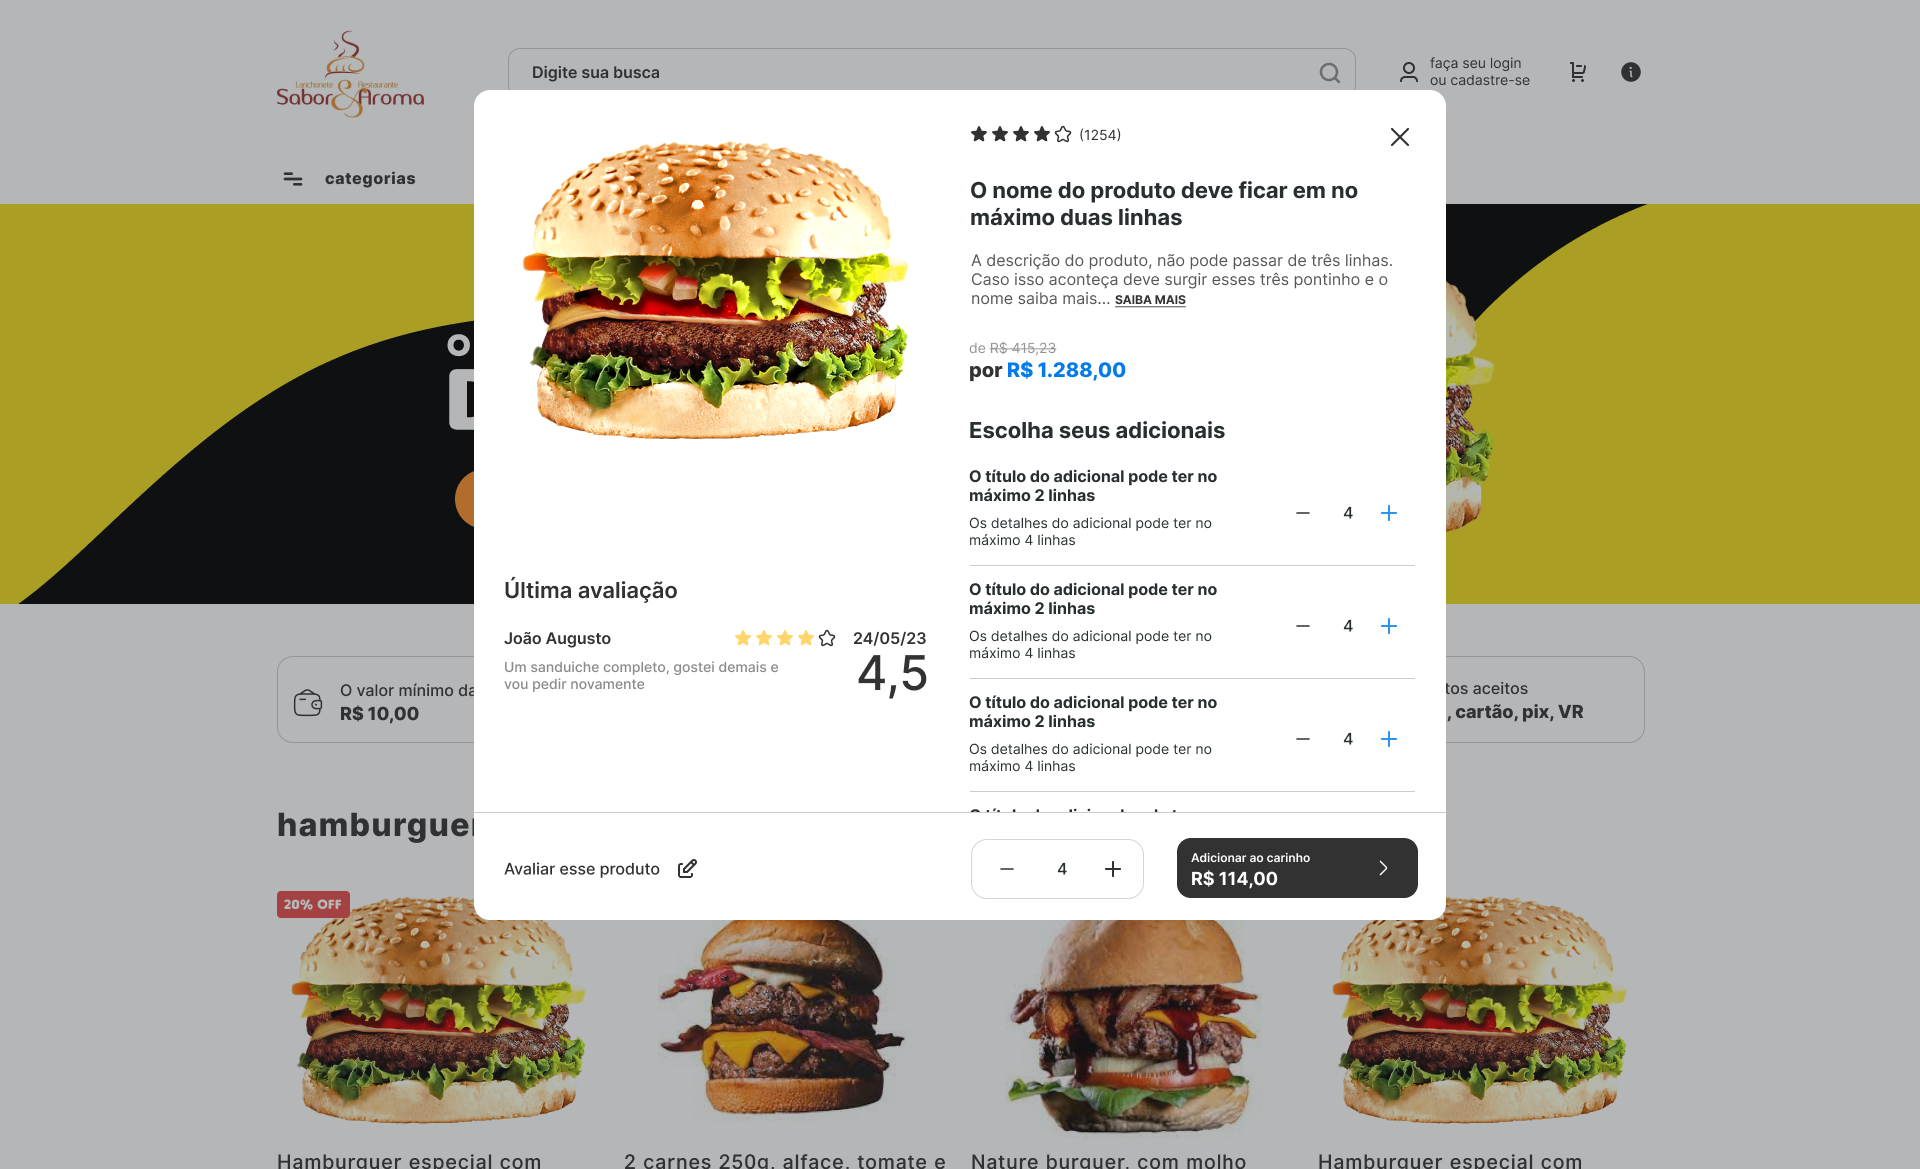 Lanchonete Restaurante
Sabor & Aroma
Digite sua busca
faça seu login
ou cadastre-se
categorias
(1254)
O nome do produto deve ficar em no
máximo duas linhas
A descrição do produto, não pode passar de três linhas.
Caso isso aconteça deve surgir esses três pontinho e o
nome saiba mais... SAIBA MAIS
de R$ 415,23
por R$ 1.288,00
Escolha seus adicionais
O título do adicional pode ter no
máximo 2 linhas
Os detalhes do adicional pode ter no
máximo 4 linhas
4
O título do adicional pode ter no
máximo 2 linhas
Os detalhes do adicional pode ter no
máximo 4 linhas
4
O título do adicional pode ter no
máximo 2 linhas
Os detalhes do adicional pode ter no
máximo 4 linhas
4
Última avaliação
João Augusto 24/05/23
Um sanduiche completo, gostei demais e
vou pedir novamente
4,5
Avaliar esse produto
4
Adicionar ao carinho
R$ 114,00
O valor mínimo da
R$ 10,00
tos aceitos
, cartão, pix, VR
hamburguer
20% OFF
Hamburguer especial com
2 carnes 250g, alface, tomate e
Nature burguer, com molho
Hamburguer especial com